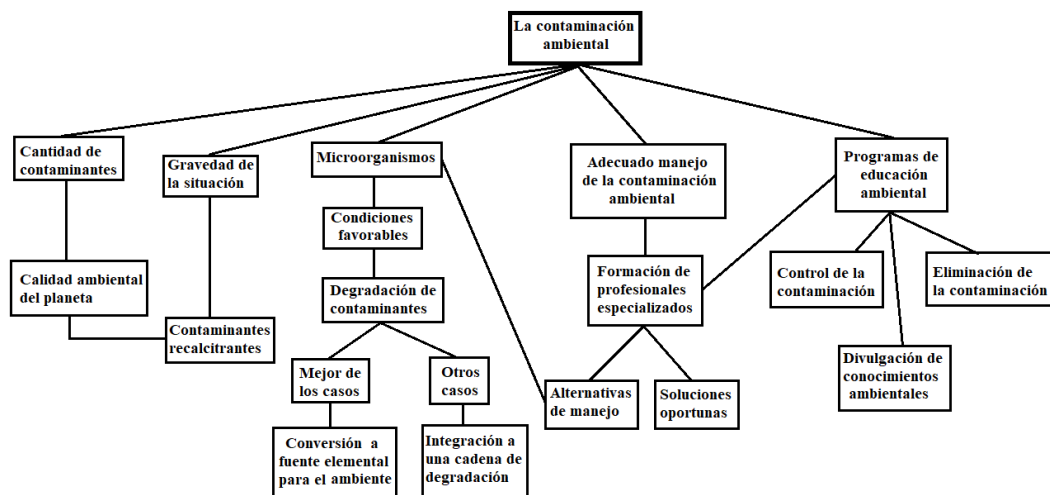 La contaminación
ambiental
Cantidad de
contaminantes
Gravedad de
la situación
Microorganismos
Adecuado manejo
de la contaminación
ambiental
Programas de
educación
ambiental
Condiciones
favorables
Calidad ambiental
del planeta
Contaminantes
recalcitrantes
Degradación de
contaminantes
Formación de
profesionales
especializados
Control de la
contaminación
Eliminación de
la contaminación
Mejor de
los casos
Otros
casos
Alternativas
de manejo
Soluciones
oportunas
Divulgación de
conocimientos
ambientales
Conversión a
fuente elemental
para el ambiente
Integración a
una cadena de
degradación